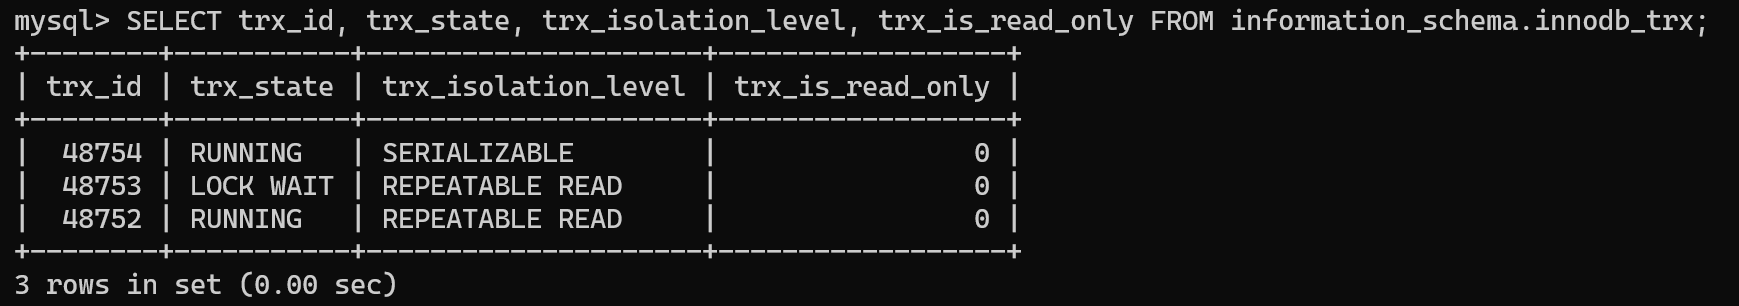 mysql> SELECT trx_id, trx_state, trx_isolation_level, trx_is_read_only FROM information_schema.innodb_trx;
+--------+-----------+---------------------+------------------+
| trx_id | trx_state | trx_isolation_level | trx_is_read_only |
+--------+-----------+---------------------+------------------+
|  48754 | RUNNING   | SERIALIZABLE        |                0 |
|  48753 | LOCK WAIT | REPEATABLE READ     |                0 |
|  48752 | RUNNING   | REPEATABLE READ     |                0 |
+--------+-----------+---------------------+------------------+
3 rows in set (0.00 sec)